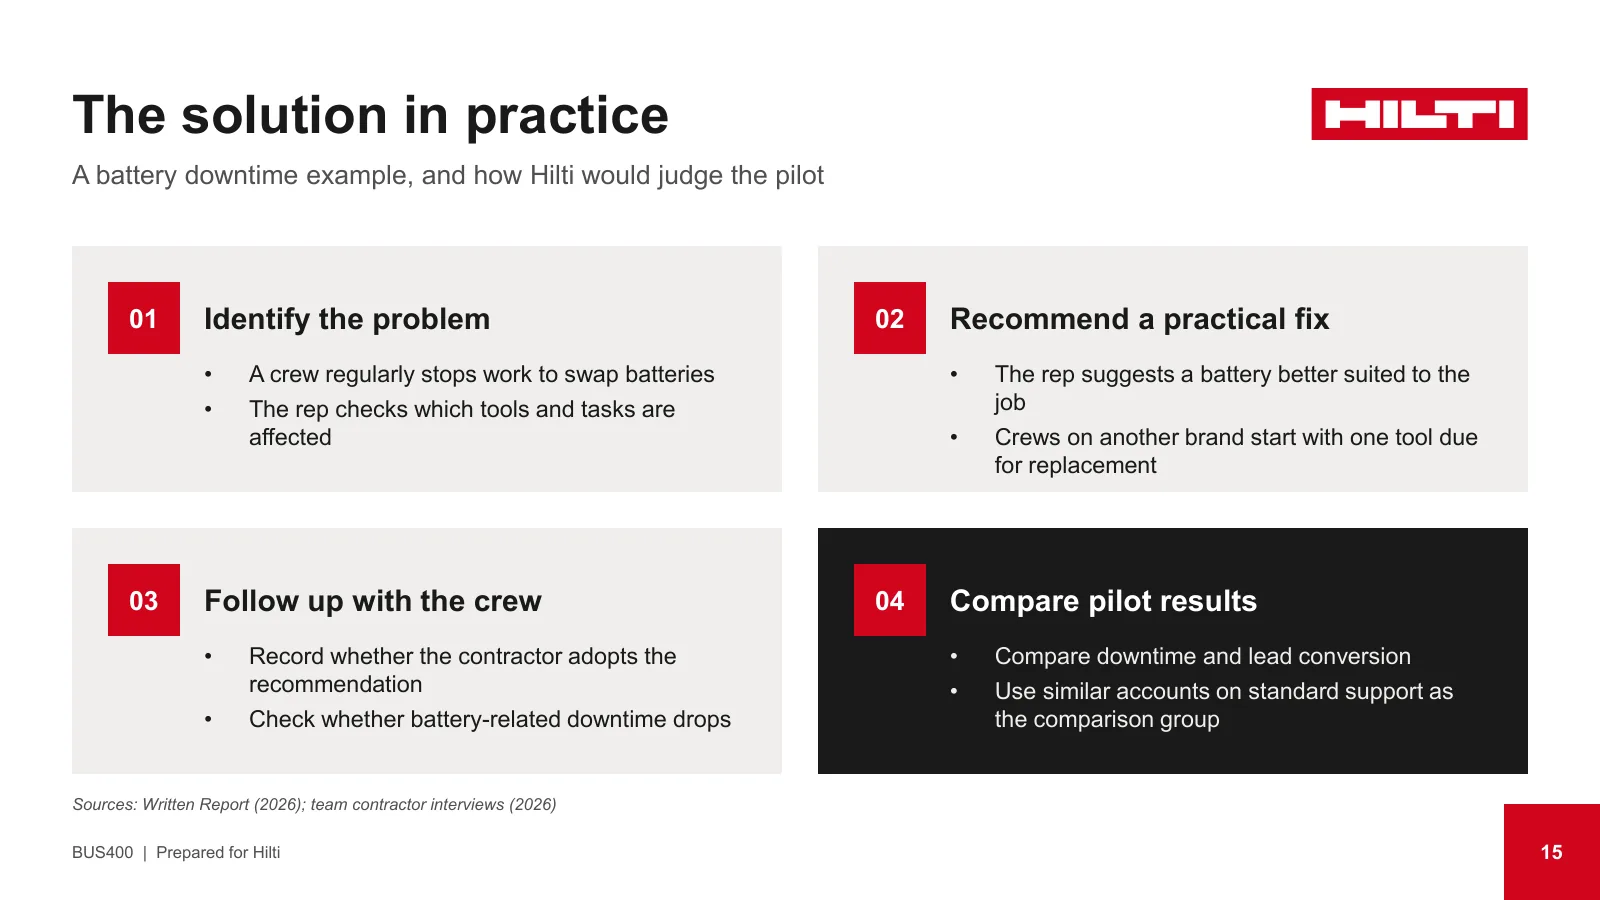 The solution in practice
HILTI
A battery downtime example, and how Hilti would judge the pilot
01
Identify the problem
• A crew regularly stops work to swap batteries
• The rep checks which tools and tasks are
affected
02
Recommend a practical fix
• The rep suggests a battery better suited to the
job
• Crews on another brand start with one tool due
for replacement
03
Follow up with the crew
• Record whether the contractor adopts the
recommendation
• Check whether battery-related downtime drops
04
Compare pilot results
• Compare downtime and lead conversion
• Use similar accounts on standard support as
the comparison group
Sources: Written Report (2026); team contractor interviews (2026)
BUS400 | Prepared for Hilti
15